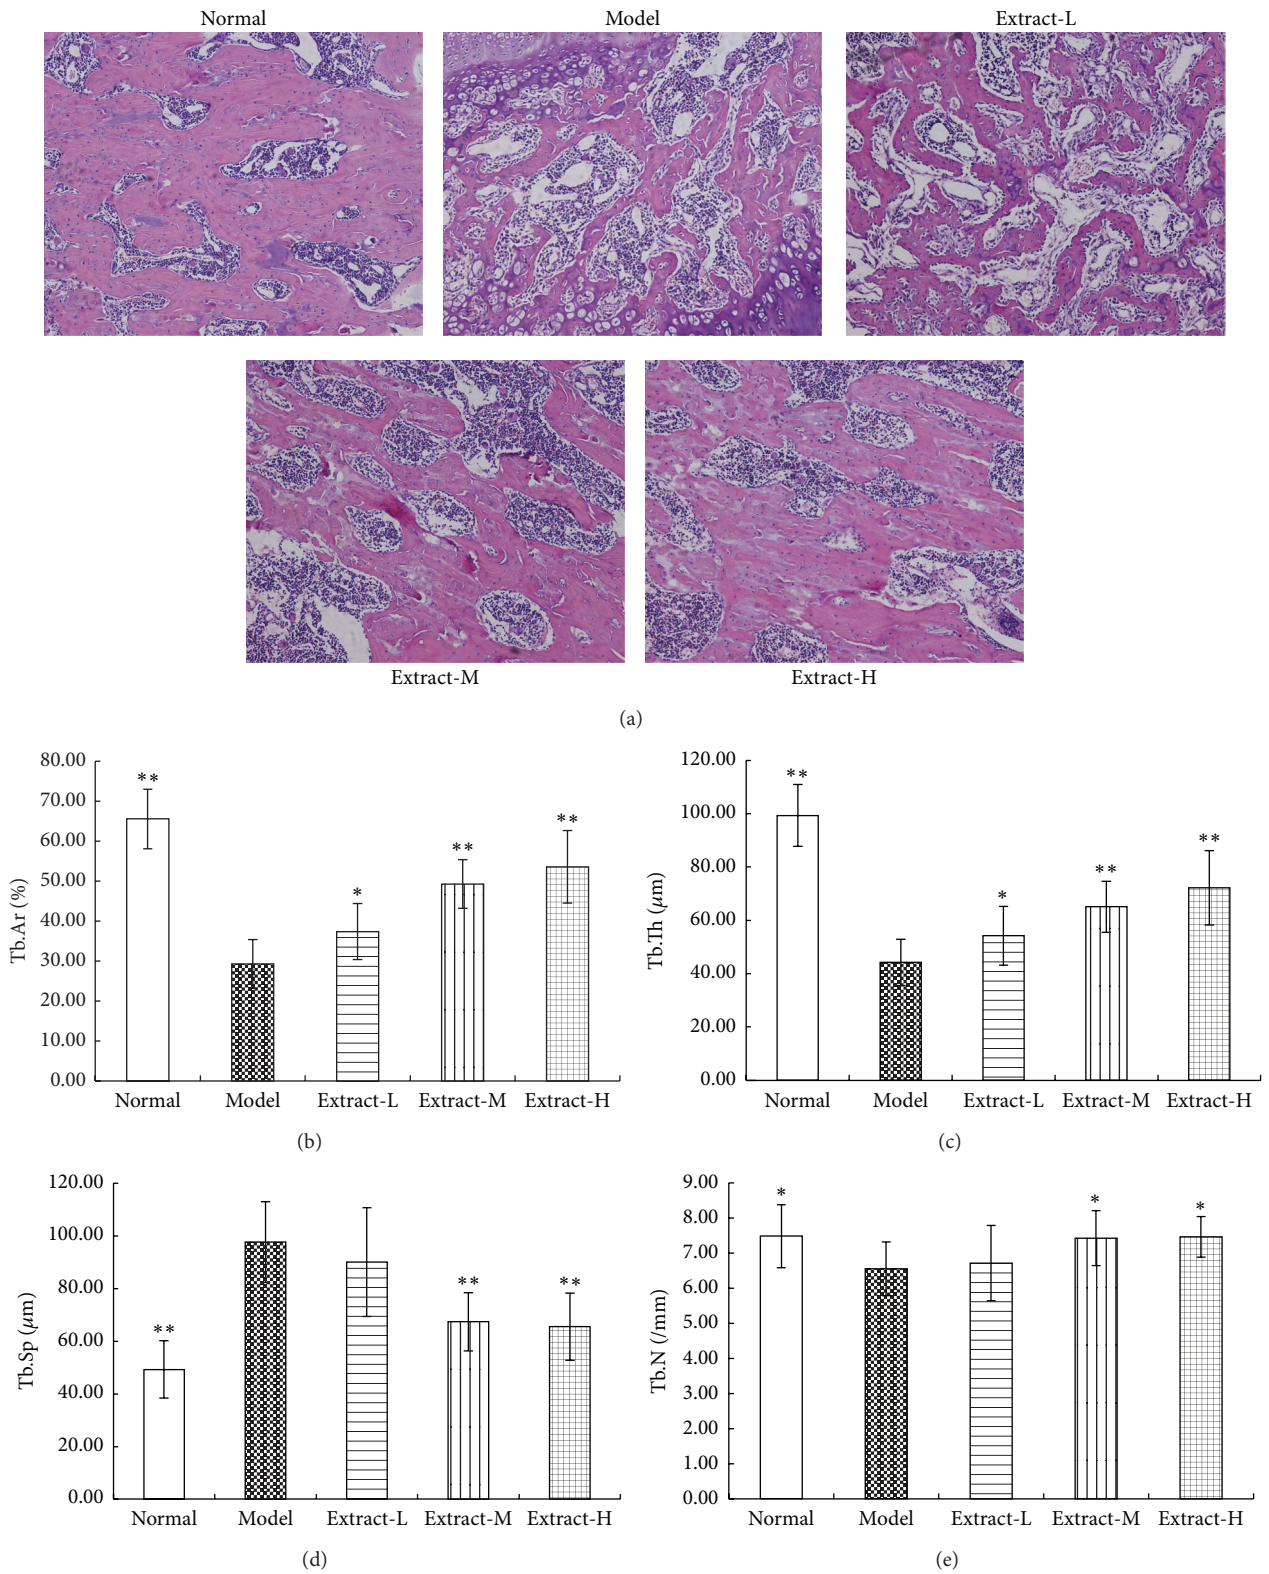 Normal
Model
Extract-L
Extract-M
Extract-H
(a)
80.00
70.00
60.00
50.00
40.00
30.00
20.00
10.00
0.00
Tb.Ar (%)
**
*
**
**
Normal Model Extract-L Extract-M Extract-H
(b)
120.00
100.00
80.00
60.00
40.00
20.00
0.00
Tb.Th (μm)
**
*
**
**
Normal Model Extract-L Extract-M Extract-H
(c)
120.00
100.00
80.00
60.00
40.00
20.00
0.00
Tb.Sp (μm)
**
**
**
Normal Model Extract-L Extract-M Extract-H
(d)
9.00
8.00
7.00
6.00
5.00
4.00
3.00
2.00
1.00
0.00
Tb.N (/mm)
*
*
*
Normal Model Extract-L Extract-M Extract-H
(e)